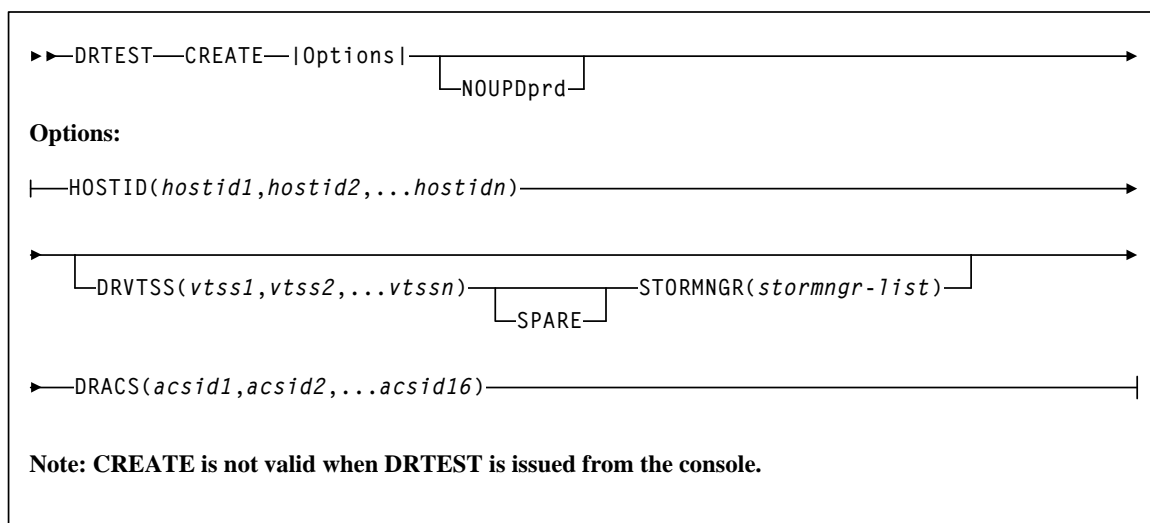 DRTEST CREATE |Options|
NOUPDprd
Options:
HOSTID(hostid1,hostid2,...hostidn)
DRVTSS(vtss1,vtss2,...vtssn) STORMNGR(stormngr-list)
SPARE
DRACS(acsid1,acsid2,...acsid16)
Note: CREATE is not valid when DRTEST is issued from the console.